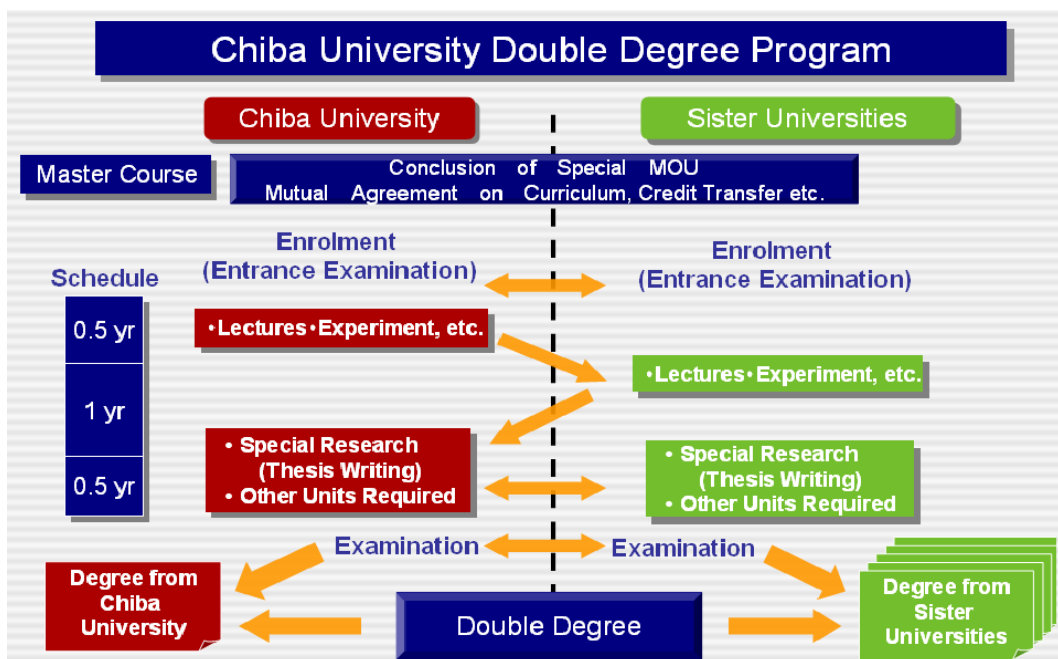 Chiba University Double Degree Program
Chiba University
Sister Universities
Master Course
Conclusion of Special MOU
Mutual Agreement on Curriculum, Credit Transfer etc.
Enrolment
(Entrance Examination)
Enrolment
(Entrance Examination)
Schedule
0.5 yr
・Lectures・Experiment, etc.
・Lectures・Experiment, etc.
1 yr
• Special Research
(Thesis Writing)
• Other Units Required
• Special Research
(Thesis Writing)
• Other Units Required
0.5 yr
Examination
Examination
Degree from
Chiba
University
Double Degree
Degree from
Sister
Universities